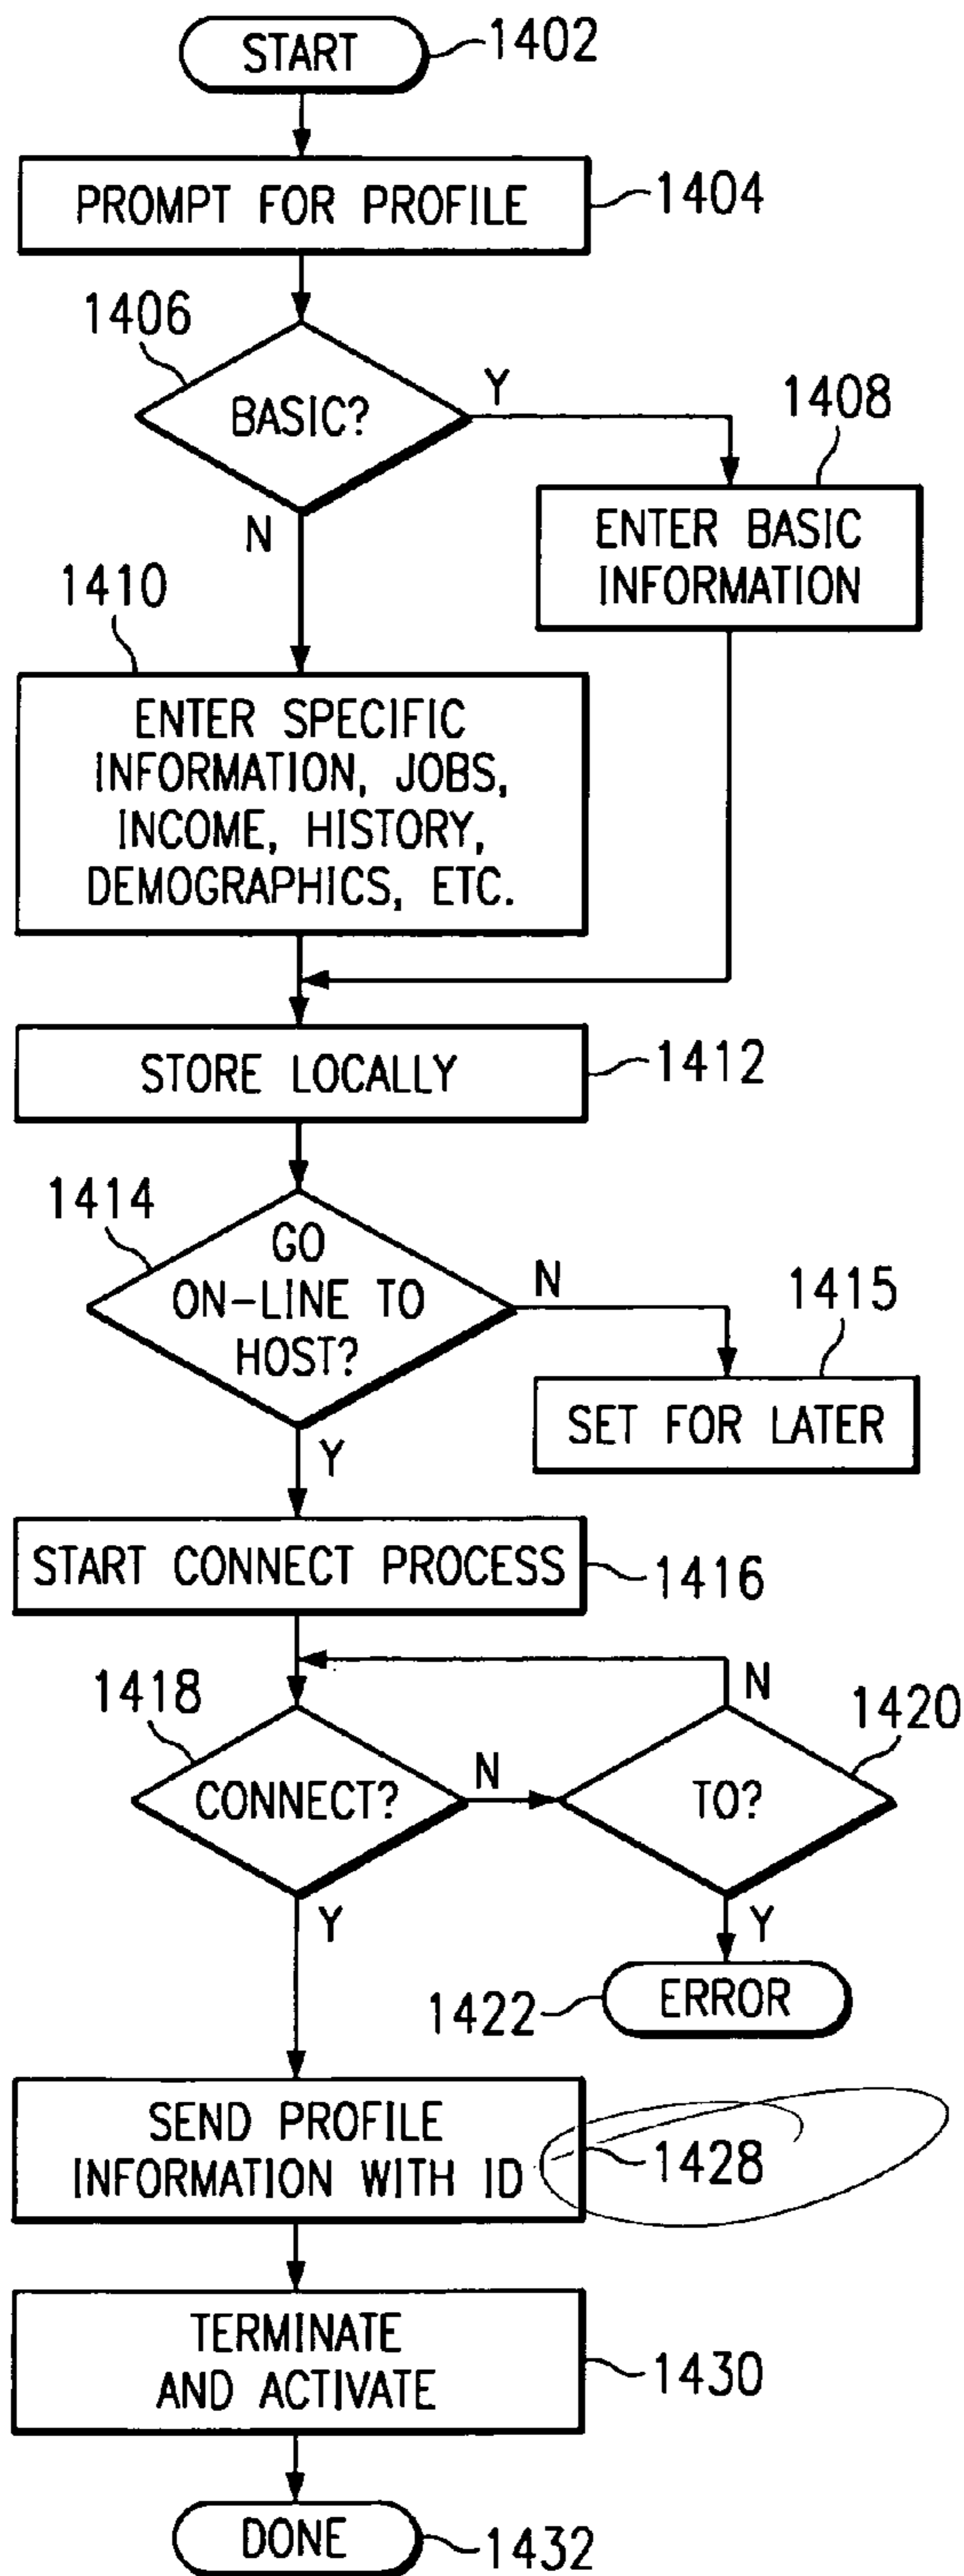 START
1402
PROMPT FOR PROFILE
1404
1406
BASIC?
Y
N
1408
ENTER BASIC
INFORMATION
1410
ENTER SPECIFIC
INFORMATION, JOBS,
INCOME, HISTORY,
DEMOGRAPHICS, ETC.
STORE LOCALLY
1412
1414
GO
ON-LINE TO
HOST?
N
Y
1415
SET FOR LATER
START CONNECT PROCESS
1416
1418
CONNECT?
N
Y
1420
TO?
N
Y
1422
ERROR
SEND PROFILE
INFORMATION WITH ID
1428
TERMINATE
AND ACTIVATE
1430
DONE
1432